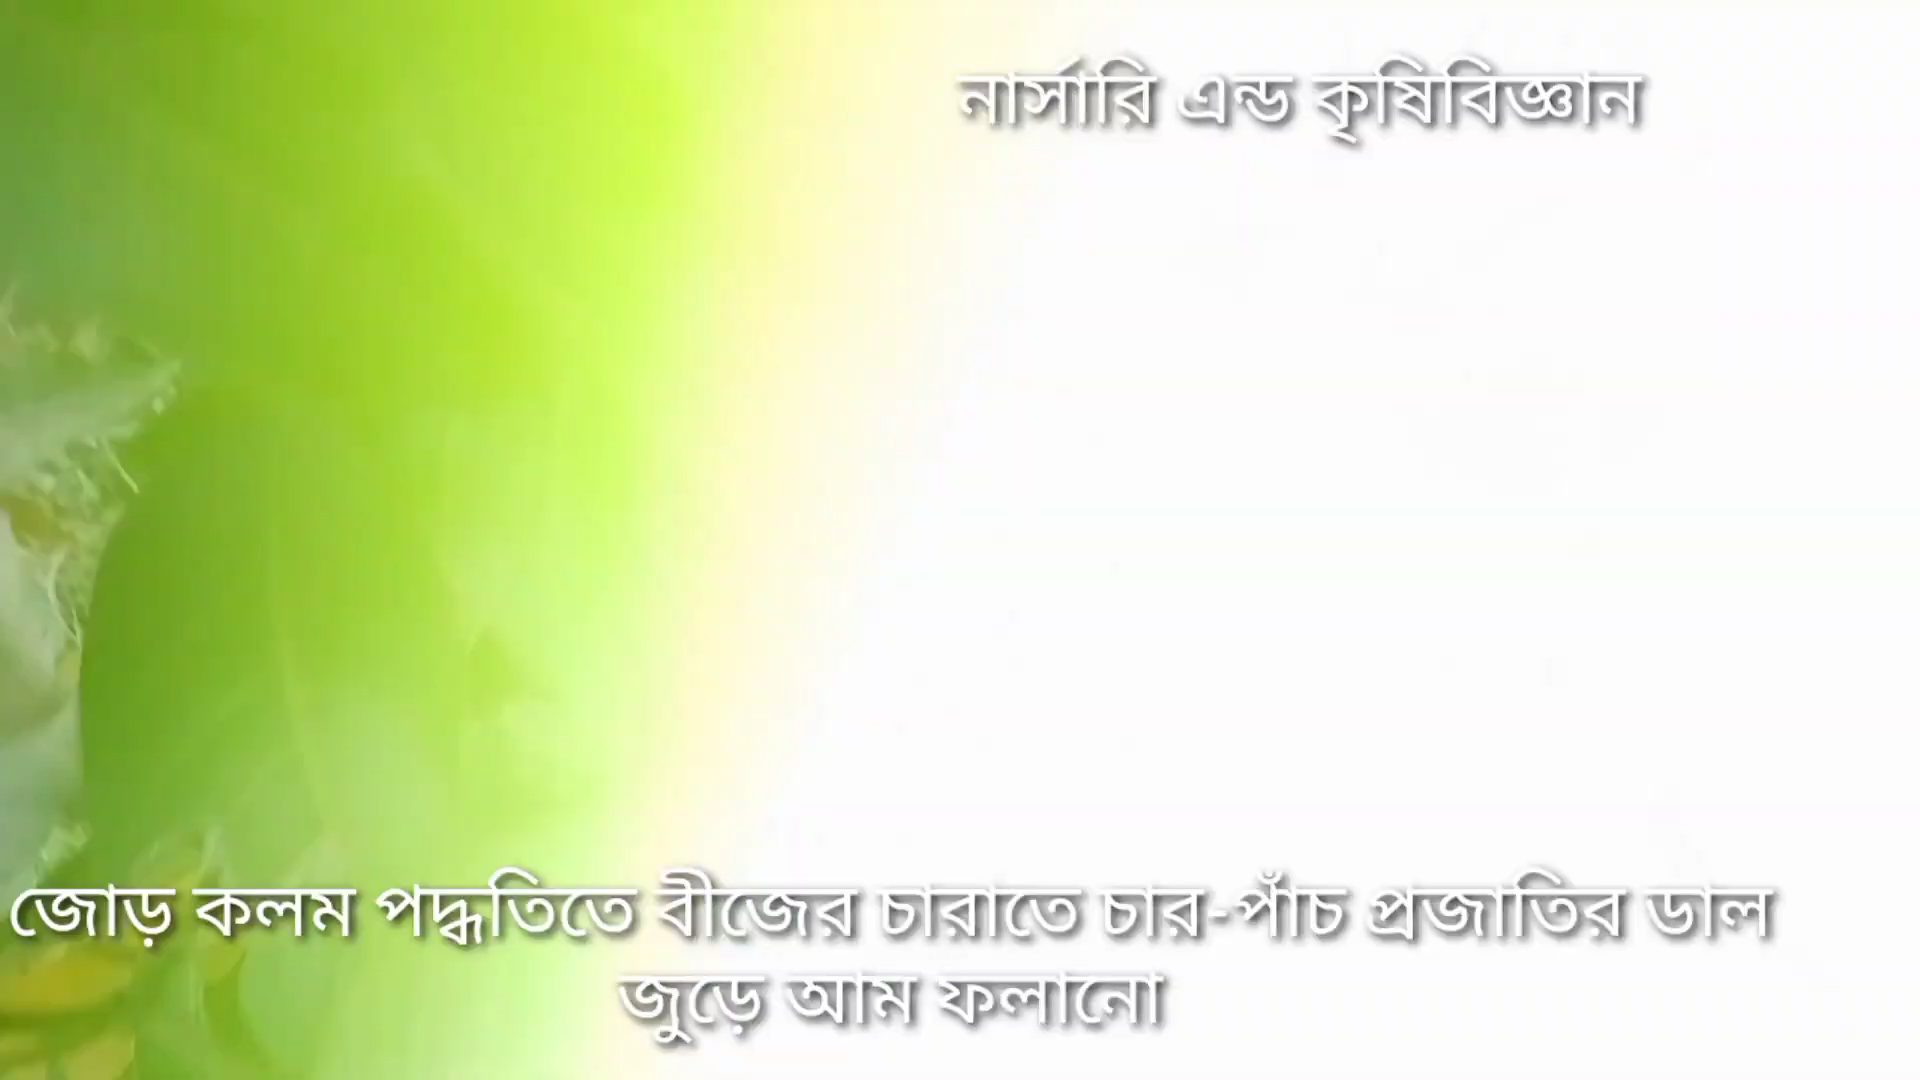 নার্সারি এন্ড কৃষিবিজ্ঞান
জোড় কলম পদ্ধতিতে বীজের চারাতে চার-পাঁচ প্রজাতির ডাল
জুড়ে আম ফলানো